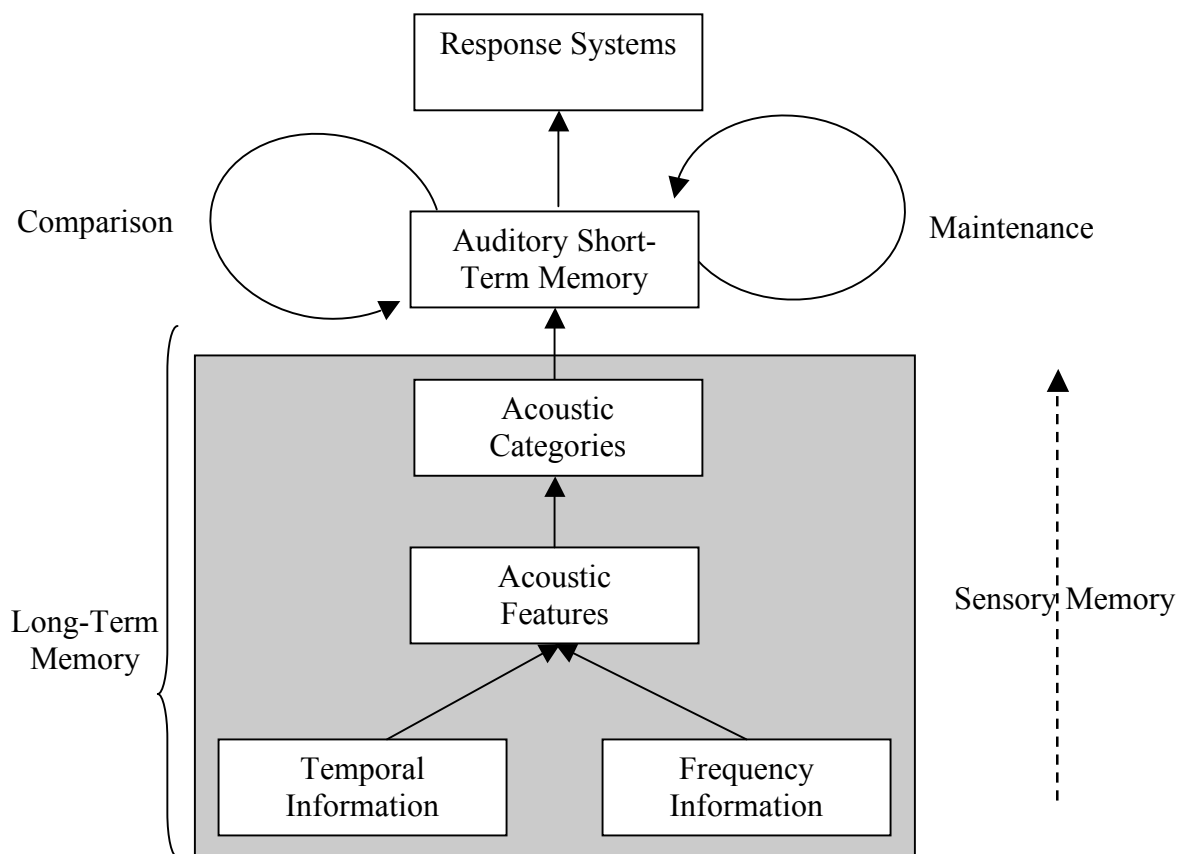 Response Systems
Comparison
Auditory Short-
Term Memory
Maintenance
Acoustic
Categories
Acoustic
Features
Sensory Memory
Long-Term
Memory
Temporal
Information
Frequency
Information